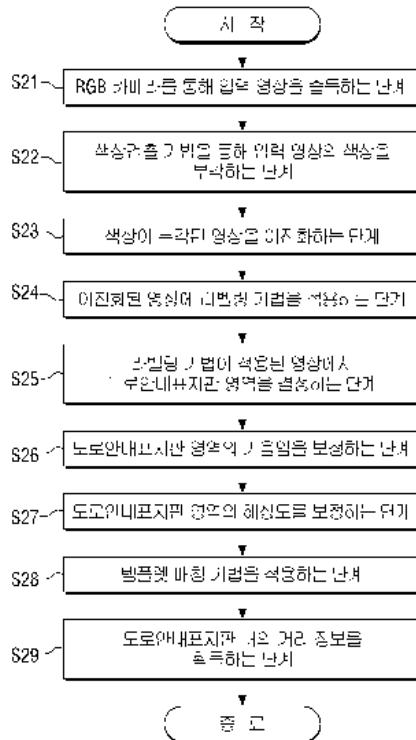 시 작
S21
RGB 카메라를 통해 입력 영상을 습득하는 단계
S22
색상검출 기법을 통해 입력 영상의 색상을
부각하는 단계
S23
색상이 부각된 영상을 이진화하는 단계
S24
이진화된 영상에 라벨링 기법을 적용하는 단계
S25
라벨링 기법이 적용된 영상에서
도로안내표지판 영역을 결정하는 단계
S26
도로안내표지판 영역의 기울임을 보정하는 단계
S27
도로안내표지판 영역의 해상도를 보정하는 단계
S28
템플렛 매칭 기법을 적용하는 단계
S29
도로안내표지판 거리 정보를
획득하는 단계
종 료